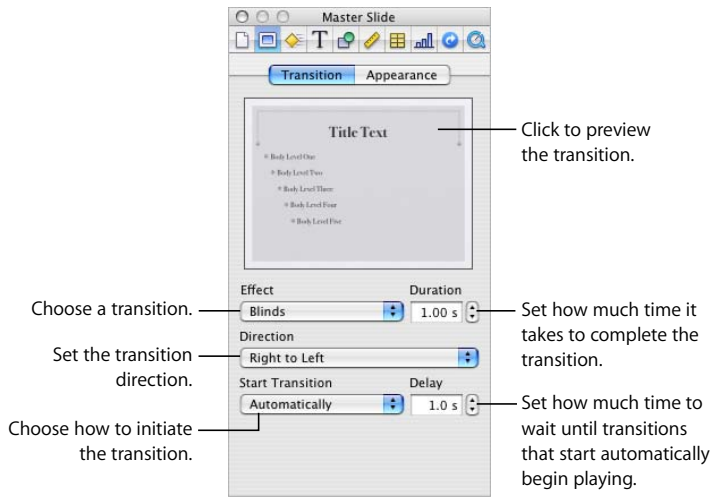 Master Slide
T
Transition Appearance
Title Text
Body Level One
Body Level Two
Body Level Three
Body Level Four
Body Level Five
Click to preview
the transition.
Effect Duration
Blinds 1.00 s
Choose a transition.
Set how much time it
takes to complete the
transition.
Direction
Right to Left
Set the transition
direction.
Start Transition Delay
Automatically 1.0 s
Choose how to initiate
the transition.
Set how much time to
wait until transitions
that start automatically
begin playing.